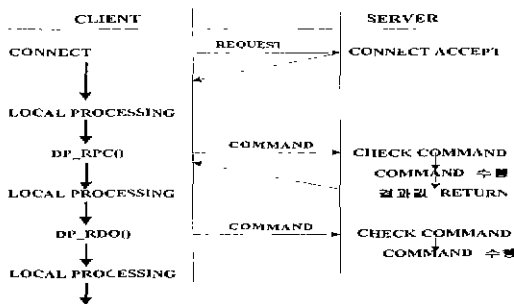 CLIENT SERVER
CONNECT REQUEST CONNECT ACCEPT
LOCAL PROCESSING
DP_RPC() COMMAND CHECK COMMAND
COMMAND 수행
LOCAL PROCESSING 결과값 RETURN
DP_RDO() COMMAND CHECK COMMAND
COMMAND 수행
LOCAL PROCESSING